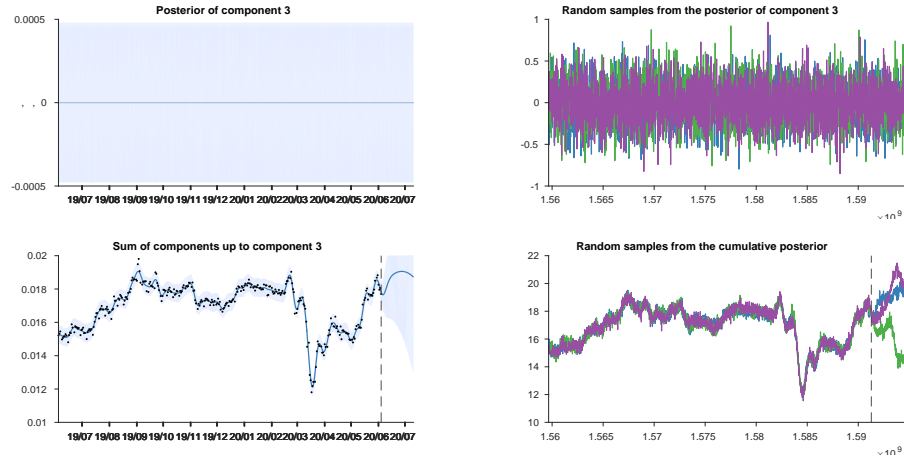 Posterior of component 3
0.0005
, , 0
-0.0005
19/07 19/08 19/09 19/10 19/11 19/12 20/01 20/02 20/03 20/04 20/05 20/06 20/07
Random samples from the posterior of component 3
1
0.5
0
-0.5
-1
1.56 1.565 1.57 1.575 1.58 1.585 1.59
Sum of components up to component 3
0.02
0.018
0.016
0.014
0.012
0.01
19/07 19/08 19/09 19/10 19/11 19/12 20/01 20/02 20/03 20/04 20/05 20/06 20/07
Random samples from the cumulative posterior
22
20
18
16
14
12
10
1.56 1.565 1.57 1.575 1.58 1.585 1.59